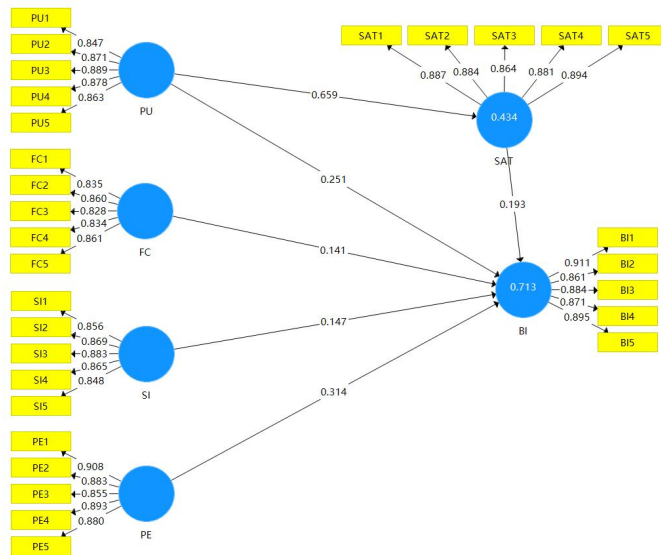 PU1
PU2
PU3
PU4
PU5
0.847
0.871
0.889
0.878
0.863
PU
SAT1
SAT2
SAT3
SAT4
SAT5
0.887
0.884
0.864
0.881
0.894
0.434
SAT
0.659
0.251
0.193
FC1
FC2
FC3
FC4
FC5
0.835
0.860
0.828
0.834
0.861
FC
0.141
BI1
BI2
BI3
BI4
BI5
0.911
0.861
0.884
0.871
0.895
0.713
BI
SI1
SI2
SI3
SI4
SI5
0.856
0.869
0.883
0.865
0.848
SI
0.147
0.314
PE1
PE2
PE3
PE4
PE5
0.908
0.883
0.855
0.893
0.880
PE